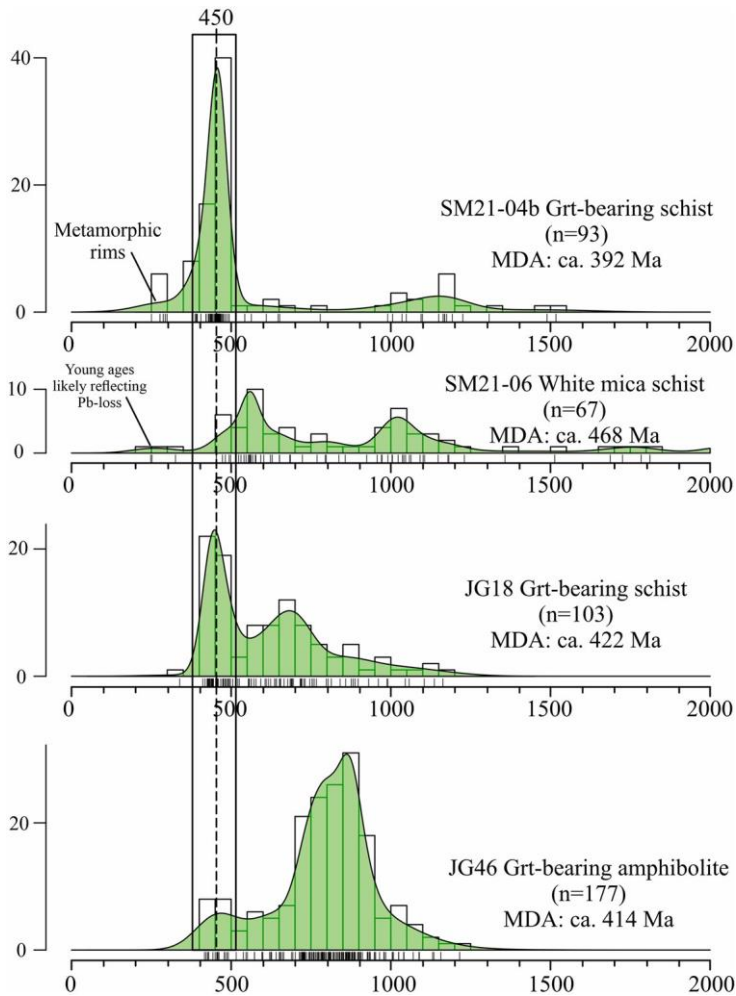 450
40
20
0
Metamorphic
rims
SM21-04b Grt-bearing schist
(n=93)
MDA: ca. 392 Ma
0 500 1000 1500 2000
10
0
Young ages
likely reflecting
Pb-loss
SM21-06 White mica schist
(n=67)
MDA: ca. 468 Ma
0 500 1000 1500 2000
20
0
JG18 Grt-bearing schist
(n=103)
MDA: ca. 422 Ma
0 500 1000 1500 2000
20
0
JG46 Grt-bearing amphibolite
(n=177)
MDA: ca. 414 Ma
0 500 1000 1500 2000